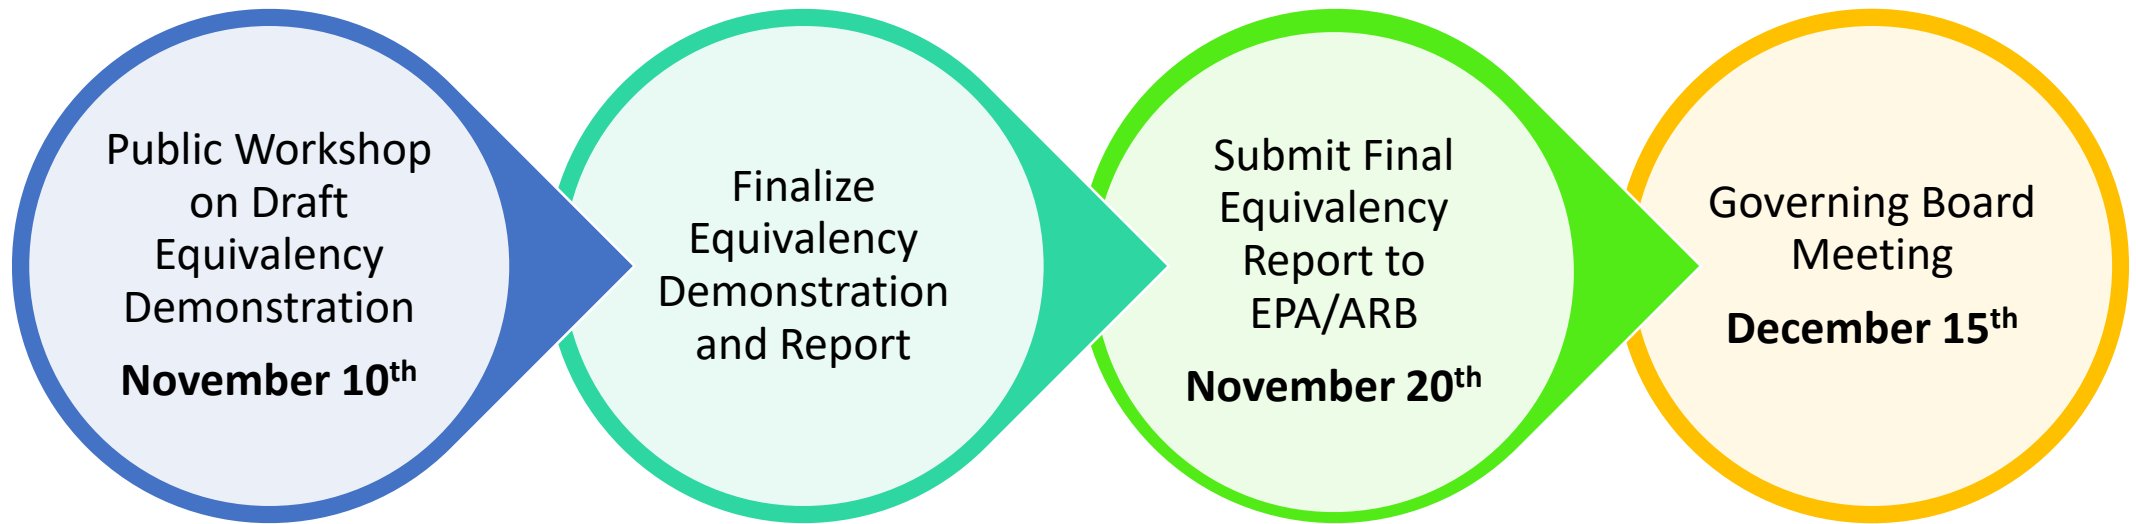 Public Workshop
on Draft
Equivalency
Demonstration
November 10th
Finalize
Equivalency
Demonstration
and Report
Submit Final
Equivalency
Report to
EPA/ARB
November 20th
Governing Board
Meeting
December 15th